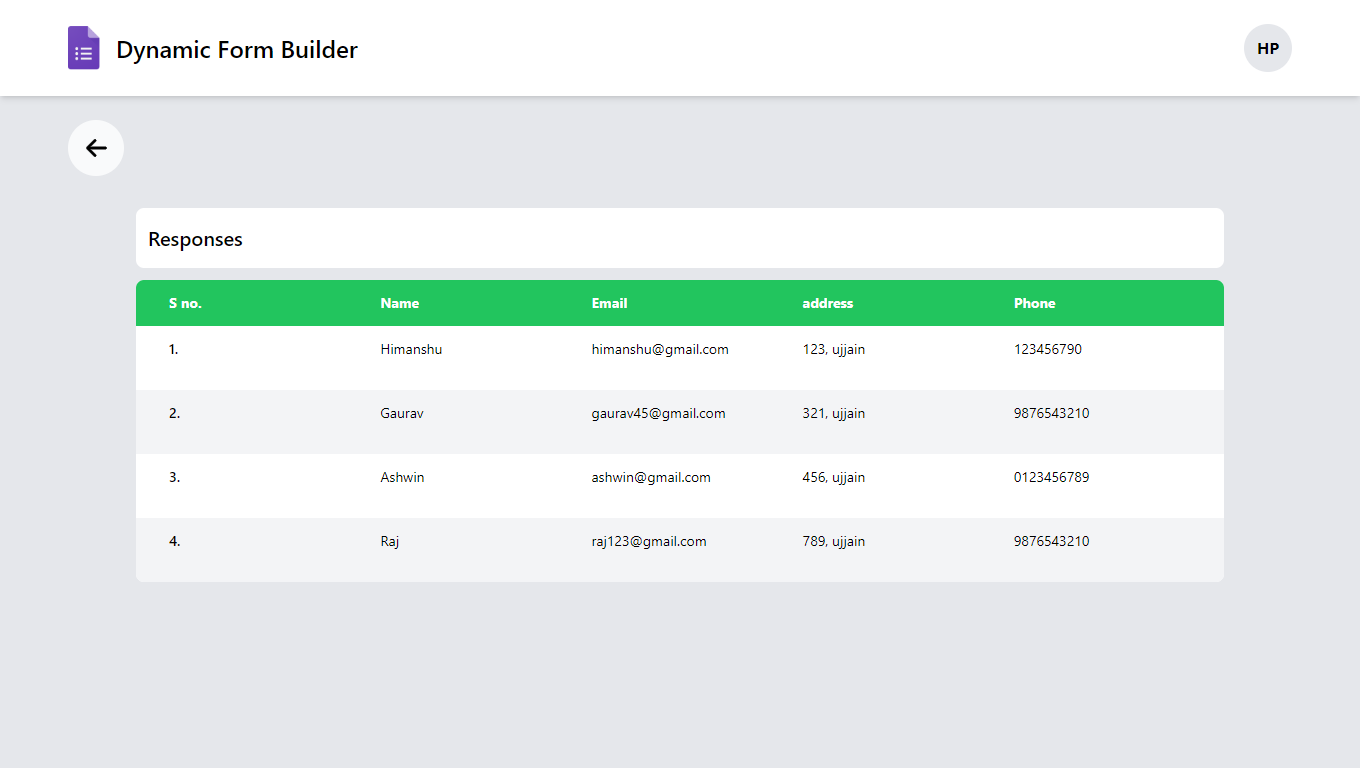 Dynamic Form Builder
HP
Responses
S no. Name Email address Phone
1. Himanshu himanshu@gmail.com 123, ujjain 123456790
2. Gaurav gaurav45@gmail.com 321, ujjain 9876543210
3. Ashwin ashwin@gmail.com 456, ujjain 0123456789
4. Raj raj123@gmail.com 789, ujjain 9876543210